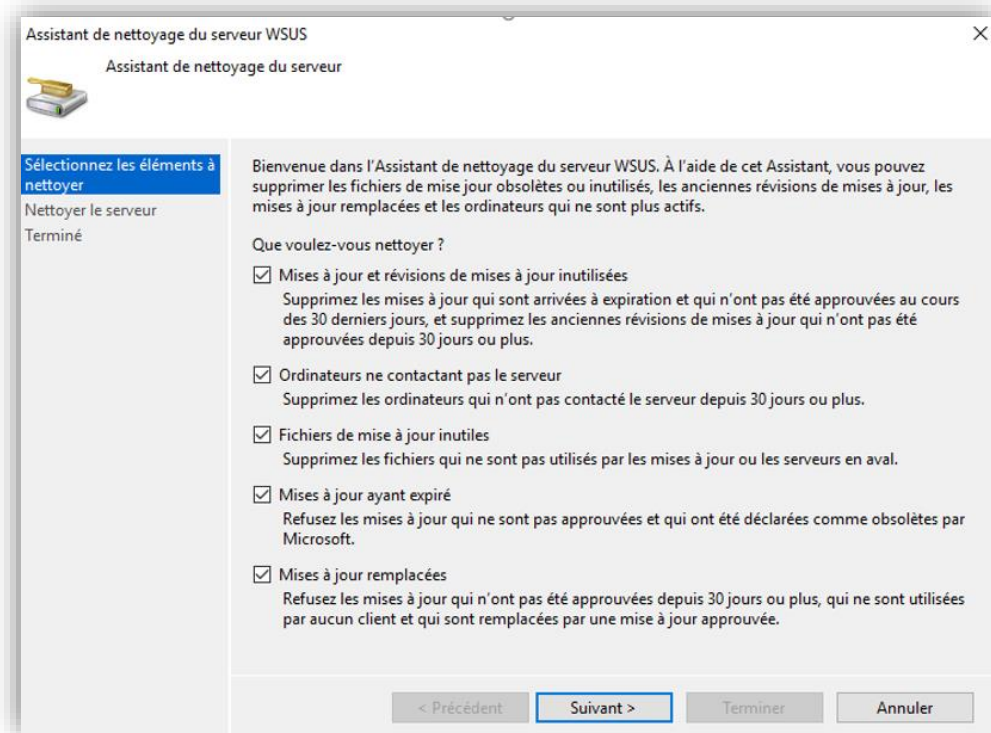 Assistant de nettoyage du serveur WSUS
Assistant de nettoyage du serveur
Sélectionnez les éléments à
nettoyer
Nettoyer le serveur
Terminé
Bienvenue dans l'Assistant de nettoyage du serveur WSUS. À l'aide de cet Assistant, vous pouvez
supprimer les fichiers de mise jour obsolètes ou inutilisés, les anciennes révisions de mises à jour, les
mises à jour remplacées et les ordinateurs qui ne sont plus actifs.
Que voulez-vous nettoyer ?
Mises à jour et révisions de mises à jour inutilisées
Supprimez les mises à jour qui sont arrivées à expiration et qui n'ont pas été approuvées au cours
des 30 derniers jours, et supprimez les anciennes révisions de mises à jour qui n'ont pas été
approuvées depuis 30 jours ou plus.
Ordinateurs ne contactant pas le serveur
Supprimez les ordinateurs qui n'ont pas contacté le serveur depuis 30 jours ou plus.
Fichiers de mise à jour inutiles
Supprimez les fichiers qui ne sont pas utilisés par les mises à jour ou les serveurs en aval.
Mises à jour ayant expiré
Refusez les mises à jour qui ne sont pas approuvées et qui ont été déclarées comme obsolètes par
Microsoft.
Mises à jour remplacées
Refusez les mises à jour qui n'ont pas été approuvées depuis 30 jours ou plus, qui ne sont utilisées
par aucun client et qui sont remplacées par une mise à jour approuvée.
< Précédent Suivant > Terminer Annuler